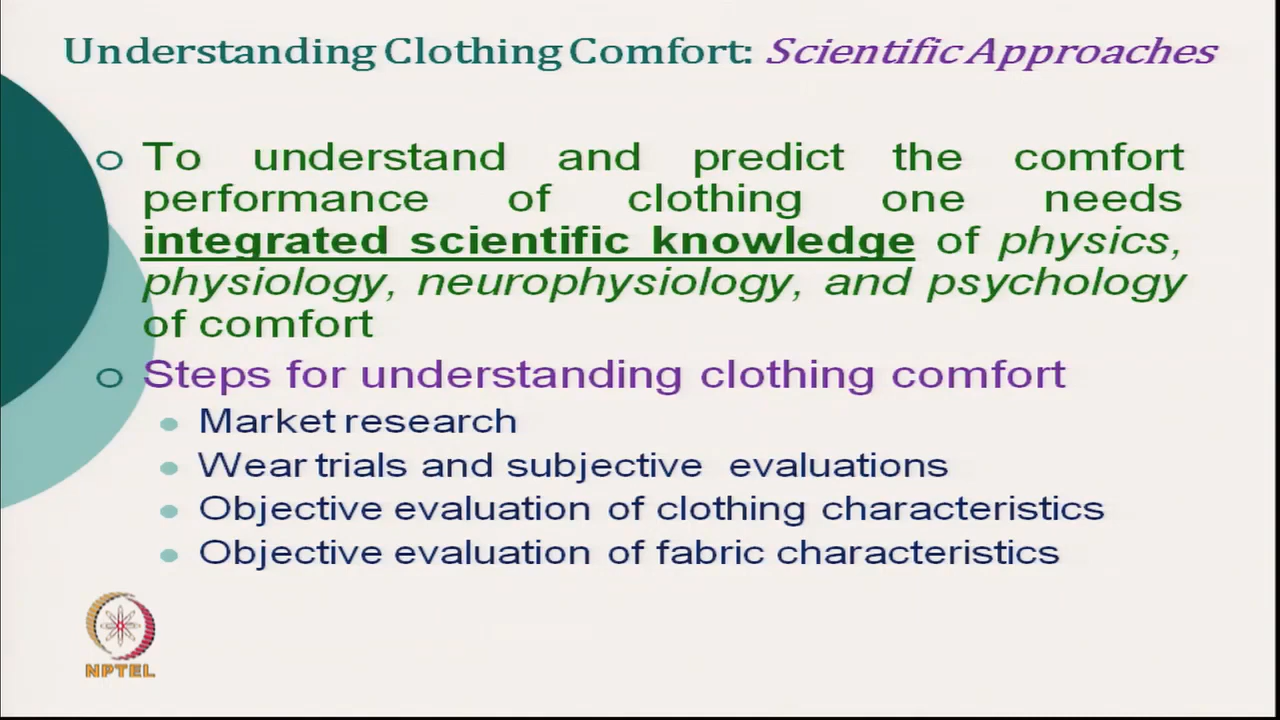 Understanding Clothing Comfort: Scientific Approaches
To understand and predict the comfort
performance of clothing one needs
integrated scientific knowledge of physics,
physiology, neurophysiology, and psychology
of comfort
Steps for understanding clothing comfort
Market research
Wear trials and subjective evaluations
Objective evaluation of clothing characteristics
Objective evaluation of fabric characteristics
NPTEL